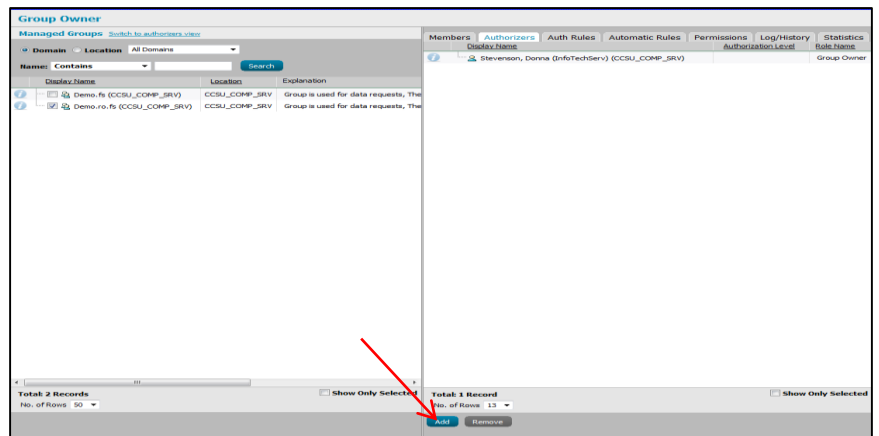 Group Owner
Managed Groups Switch to authorisers view
Domain Location All Domains
Name: Contains Search
Display Name Location Explanation
Demo.fs (CCSU_COMP_SRV) CCSU_COMP_SRV Group is used for data requests, The
Demo.ro.fs (CCSU_COMP_SRV) CCSU_COMP_SRV Group is used for data requests, The
Total: 2 Records Show Only Selected
No. of Rows 50
Members Authorizers Auth Rules Automatic Rules Permissions Log/History Statistics
Display Name Authorization Level Role Name
Stevenson, Donna (InfoTechServ) (CCSU_COMP_SRV) Group Owner
Total: 1 Record Show Only Selected
No. of Rows 13
Add Remove